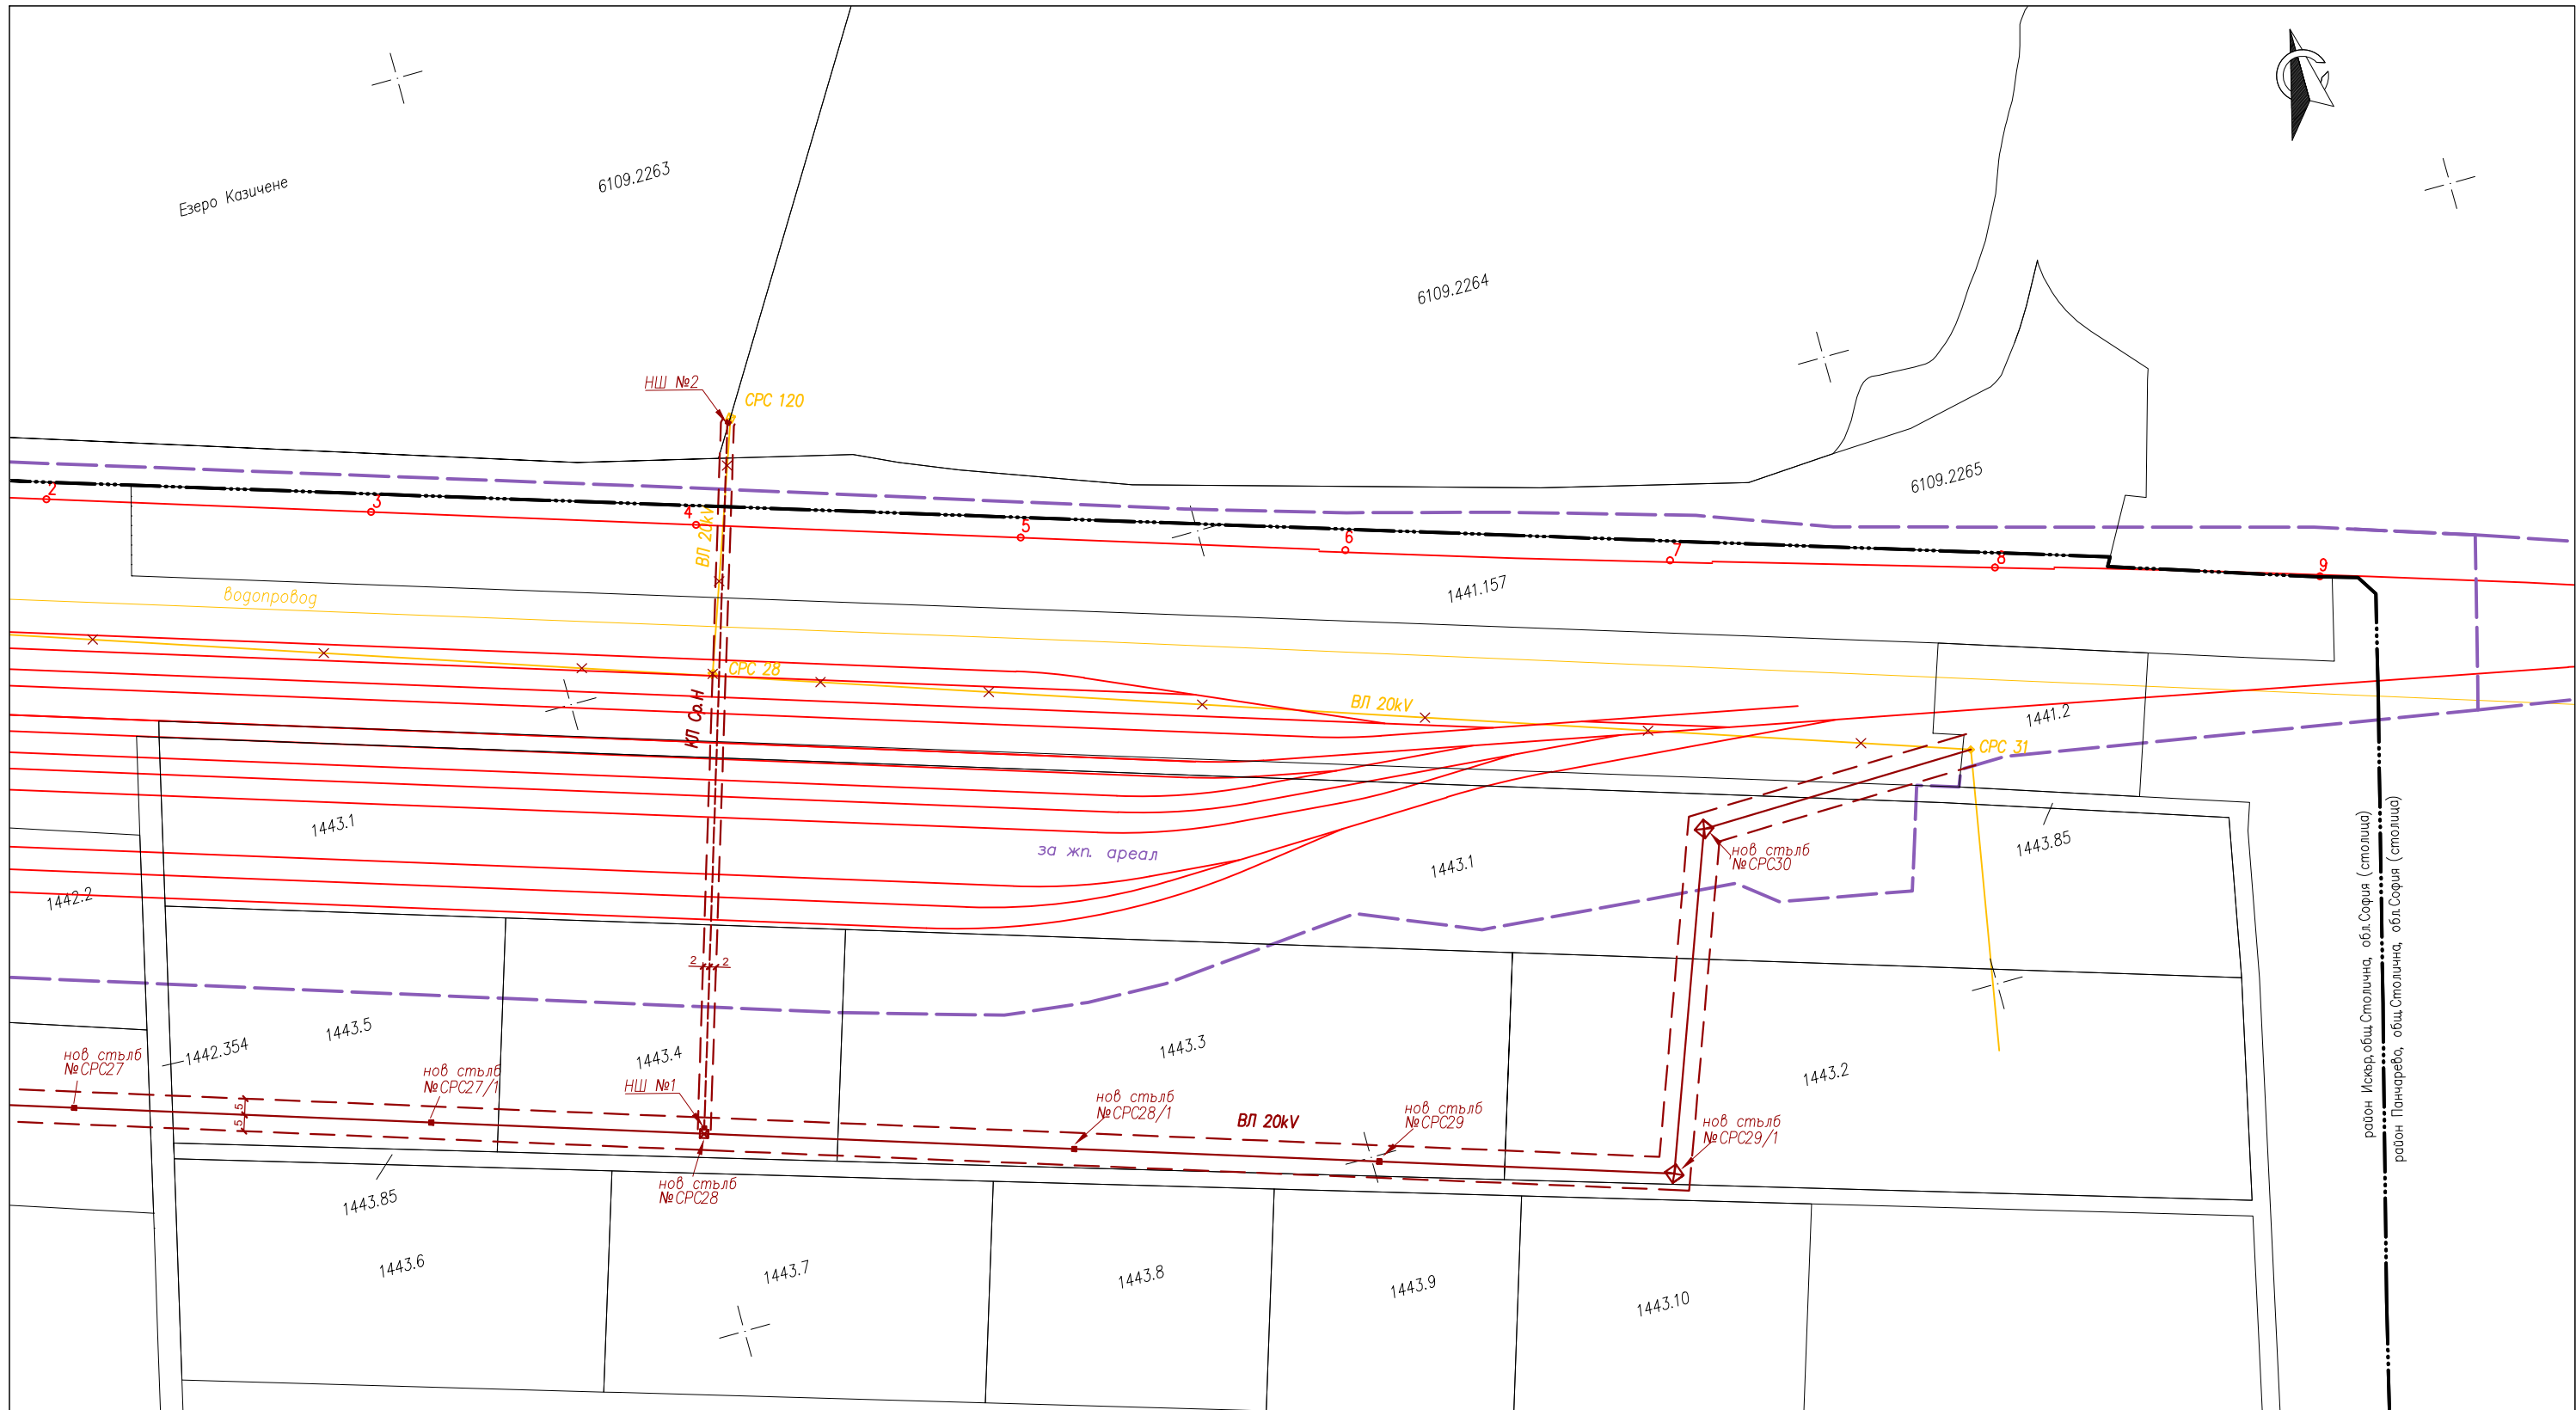 Езеро Казичене
6109.2263
6109.2264
НШ №2
СРС 120
6109.2265
2
3
4
5
6
7
8
9
ВЛ 20kV
1441.157
водопровод
СРС 28
КЛ Ср.Н
ВЛ 20kV
1441.2
СРС 31
1443.1
за жп. ареал
1443.1
нов стълб
№СРС30
1443.85
1442.2
2
2
1443.5
1442.354
1443.4
1443.3
1443.2
нов стълб
№СРС27
нов стълб
№СРС27/1
НШ №1
5
5
нов стълб
№СРС28/1
ВЛ 20kV
нов стълб
№СРС29
нов стълб
№СРС29/1
нов стълб
№СРС28
1443.85
1443.6
1443.7
1443.8
1443.9
1443.10
район Искър,общ.Столична, обл.София (столица)
район Панчарево, общ.Столична, обл.София (столица)